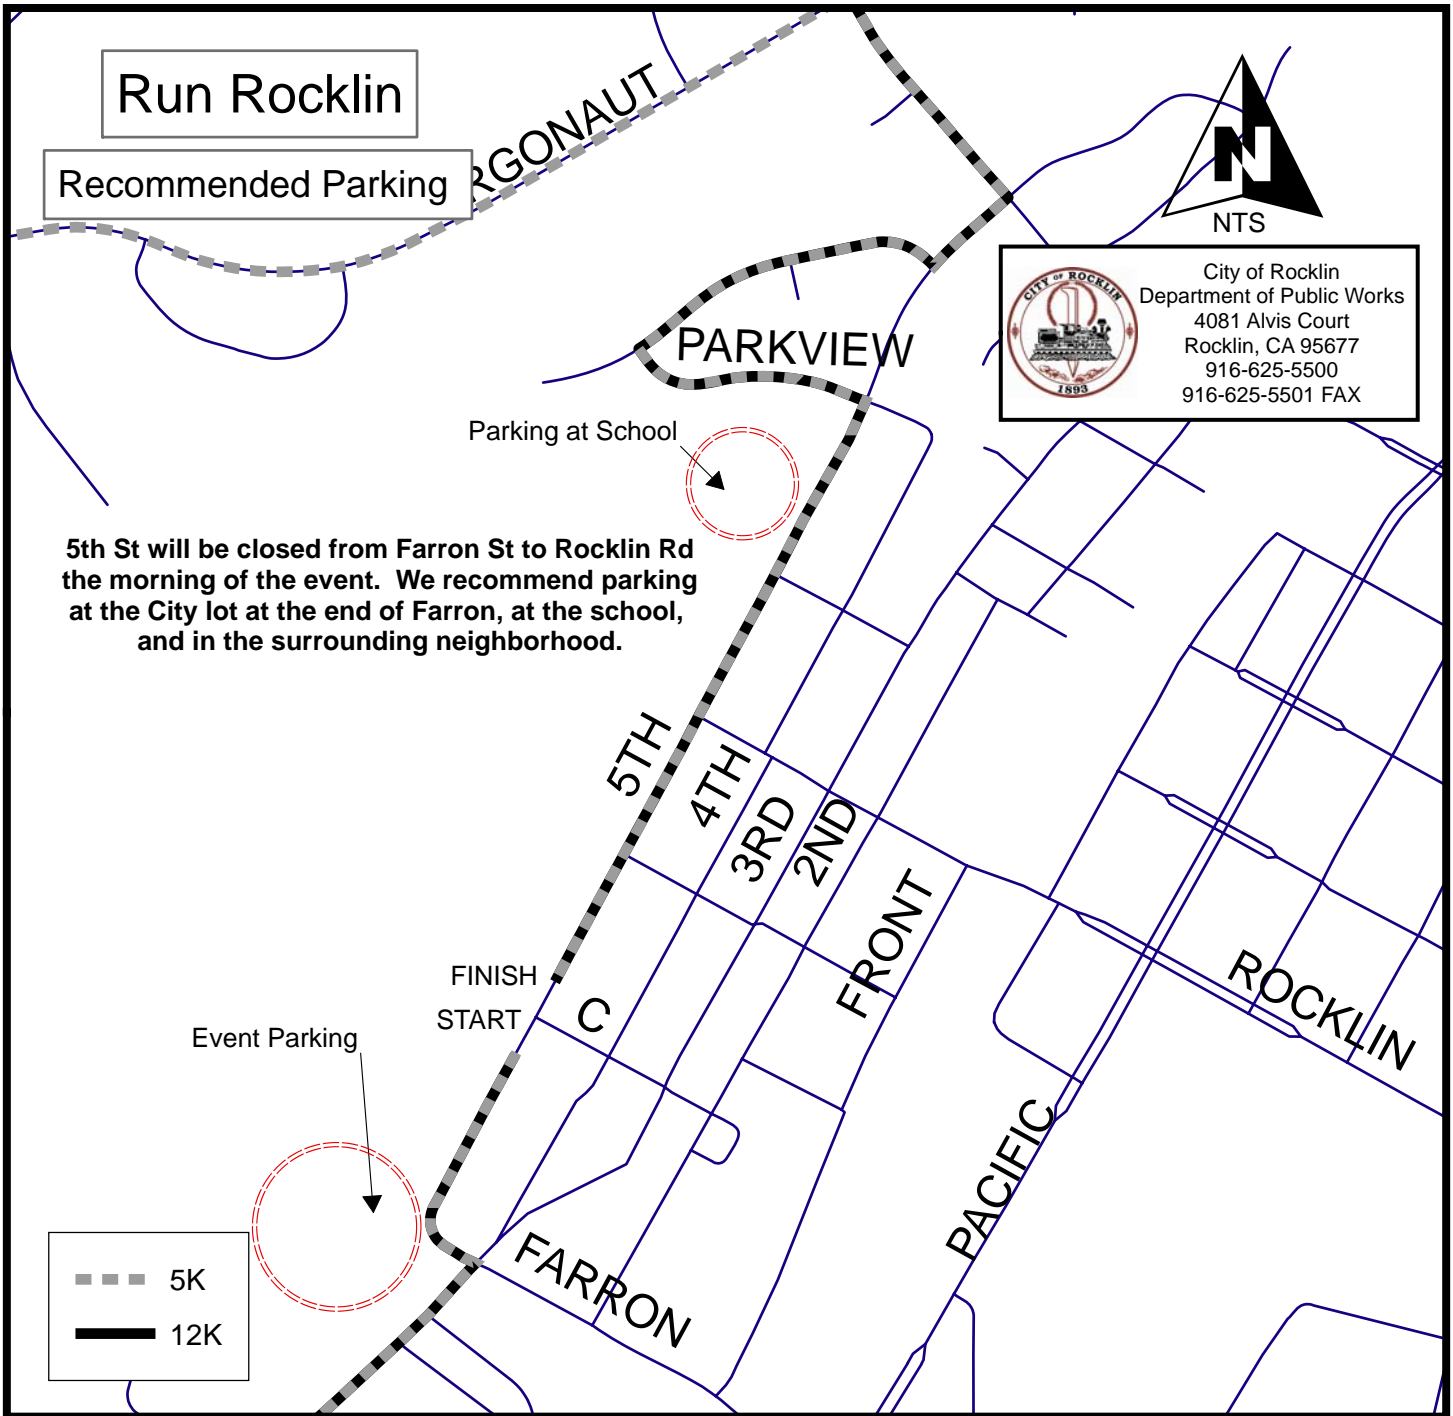 Run Rocklin
Recommended Parking
RGONAUT
N
NTS
City of Rocklin
Department of Public Works
4081 Alvis Court
Rocklin, CA 95677
916-625-5500
916-625-5501 FAX
CITY OF ROCKLIN
1893
PARKVIEW
Parking at School
5th St will be closed from Farron St to Rocklin Rd
the morning of the event. We recommend parking
at the City lot at the end of Farron, at the school,
and in the surrounding neighborhood.
5TH
4TH
3RD
2ND
FRONT
ROCKLIN
FINISH
START
C
Event Parking
PACIFIC
FARRON
5K
12K